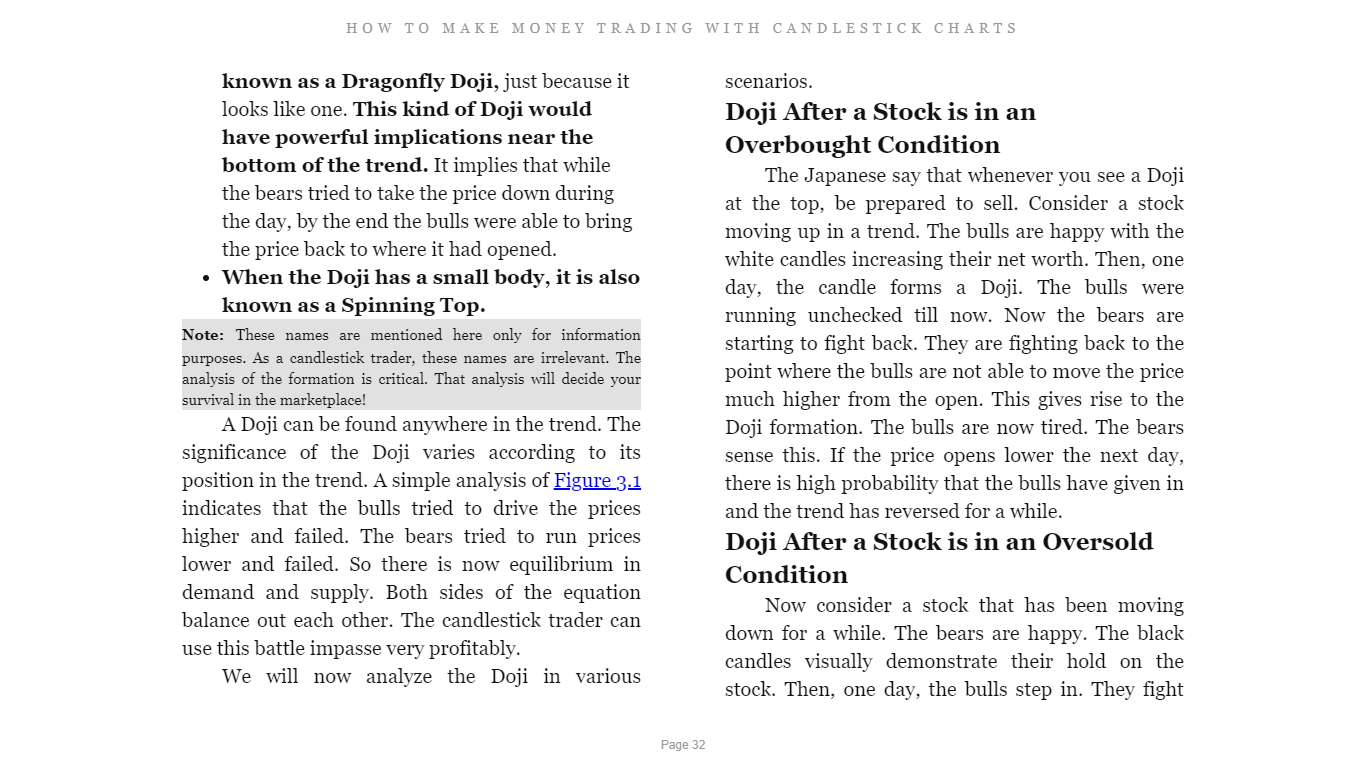 HOW TO MAKE MONEY TRADING WITH CANDLESTICK CHARTS
known as a Dragonfly Doji, just because it
looks like one. This kind of Doji would
have powerful implications near the
bottom of the trend. It implies that while
the bears tried to take the price down during
the day, by the end the bulls were able to bring
the price back to where it had opened.
• When the Doji has a small body, it is also
known as a Spinning Top.
Note: These names are mentioned here only for information
purposes. As a candlestick trader, these names are irrelevant. The
analysis of the formation is critical. That analysis will decide your
survival in the marketplace!
A Doji can be found anywhere in the trend. The
significance of the Doji varies according to its
position in the trend. A simple analysis of Figure 3.1
indicates that the bulls tried to drive the prices
higher and failed. The bears tried to run prices
lower and failed. So there is now equilibrium in
demand and supply. Both sides of the equation
balance out each other. The candlestick trader can
use this battle impasse very profitably.
We will now analyze the Doji in various
scenarios.
Doji After a Stock is in an
Overbought Condition
The Japanese say that whenever you see a Doji
at the top, be prepared to sell. Consider a stock
moving up in a trend. The bulls are happy with the
white candles increasing their net worth. Then, one
day, the candle forms a Doji. The bulls were
running unchecked till now. Now the bears are
starting to fight back. They are fighting back to the
point where the bulls are not able to move the price
much higher from the open. This gives rise to the
Doji formation. The bulls are now tired. The bears
sense this. If the price opens lower the next day,
there is high probability that the bulls have given in
and the trend has reversed for a while.
Doji After a Stock is in an Oversold
Condition
Now consider a stock that has been moving
down for a while. The bears are happy. The black
candles visually demonstrate their hold on the
stock. Then, one day, the bulls step in. They fight
Page 32